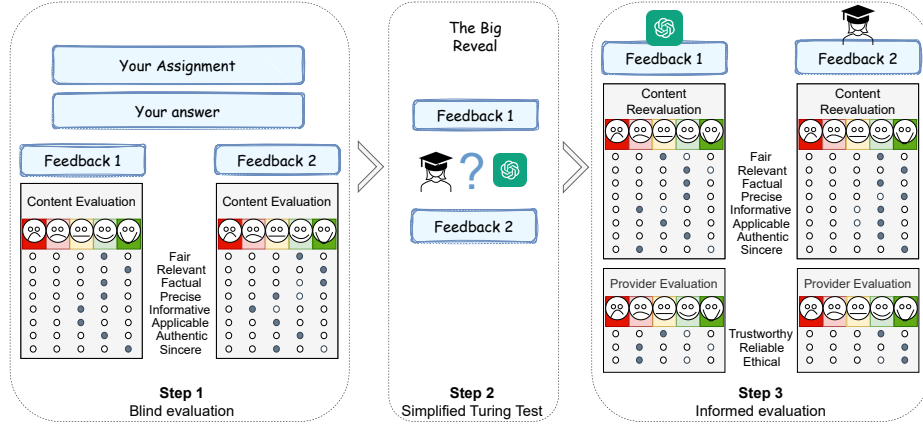 Your Assignment
Your answer
Feedback 1
Feedback 2
Content Evaluation
Content Evaluation
Fair
Relevant
Factual
Precise
Informative
Applicable
Authentic
Sincere
Step 1
Blind evaluation
The Big
Reveal
Feedback 1
?
Feedback 2
Step 2
Simplified Turing Test
Feedback 1
Feedback 2
Content
Reevaluation
Content
Reevaluation
Fair
Relevant
Factual
Precise
Informative
Applicable
Authentic
Sincere
Provider Evaluation
Provider Evaluation
Trustworthy
Reliable
Ethical
Step 3
Informed evaluation